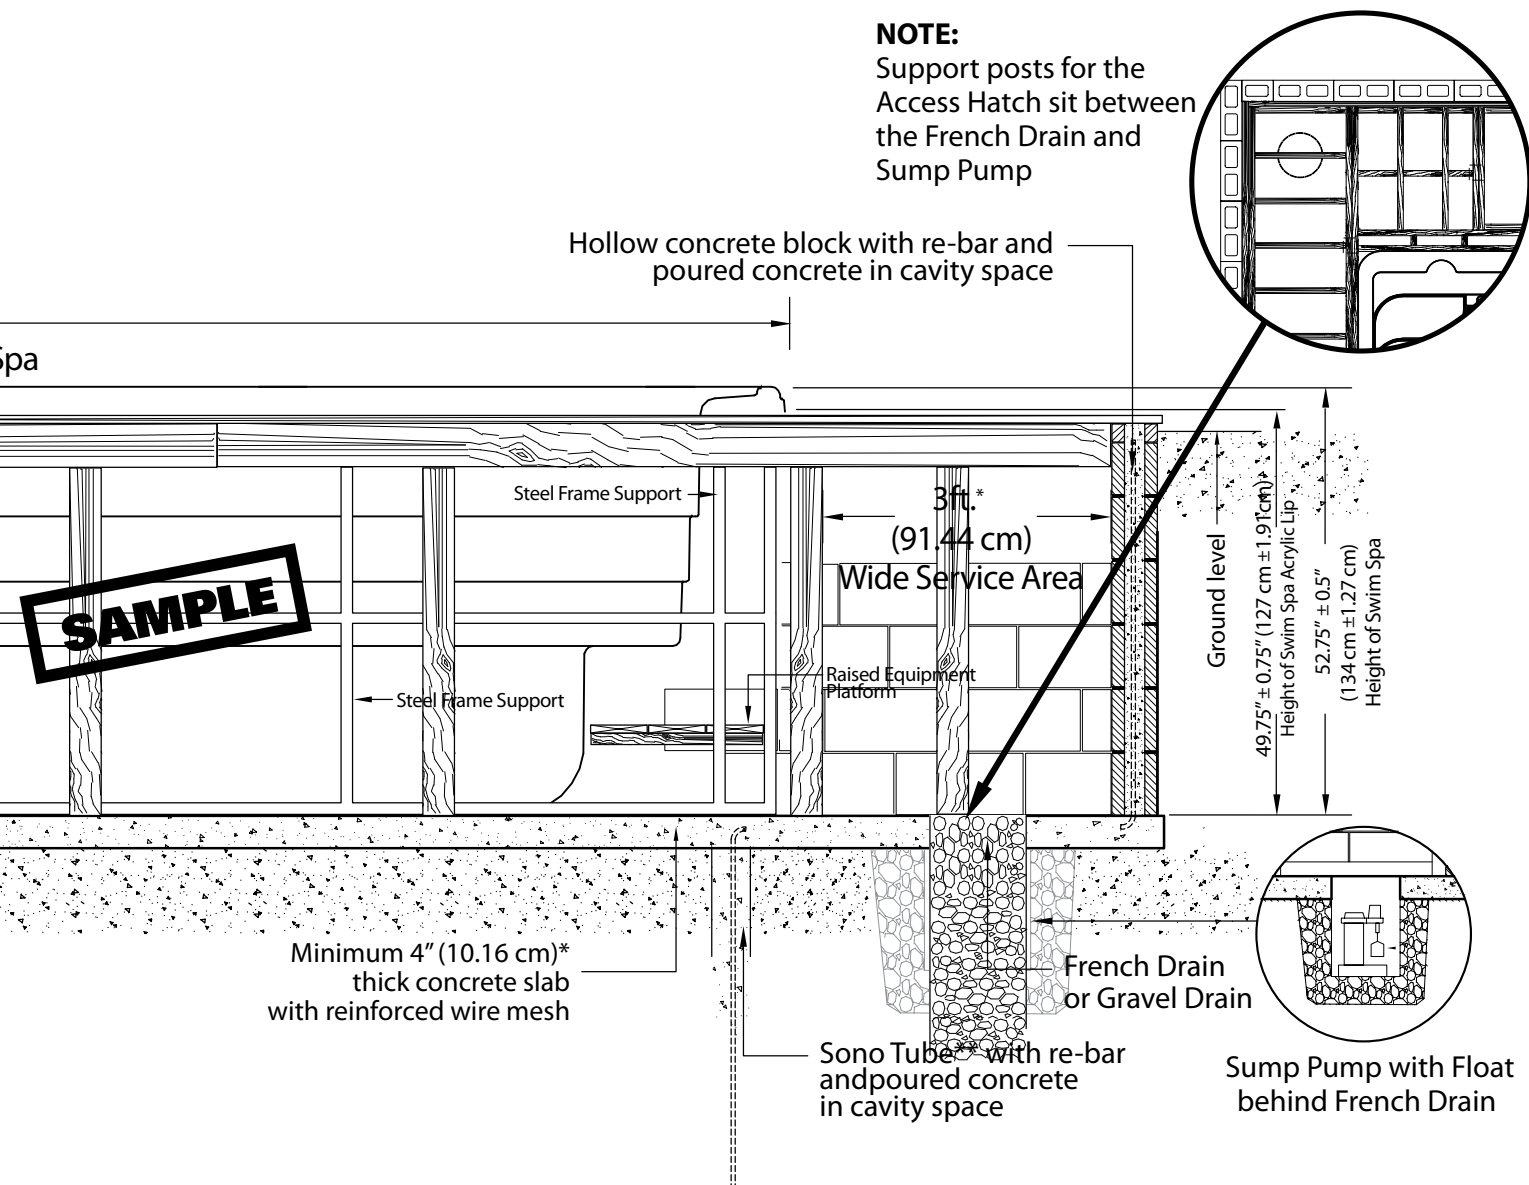 NOTE:
Support posts for the
Access Hatch sit between
the French Drain and
Sump Pump
Hollow concrete block with re-bar and
poured concrete in cavity space
Spa
Steel Frame Support
3ft.*
(91.44 cm)
Wide Service Area
SAMPLE
Steel Frame Support
Raised Equipment
Platform
Ground level
49.75” ± 0.75” (127 cm ±1.91cm)
Height of Swim Spa Acrylic Lip
52.75” ± 0.5”
(134 cm ±1.27 cm)
Height of Swim Spa
Minimum 4” (10.16 cm)*
thick concrete slab
with reinforced wire mesh
French Drain
or Gravel Drain
Sono Tube** with re-bar
andpoured concrete
in cavity space
Sump Pump with Float
behind French Drain